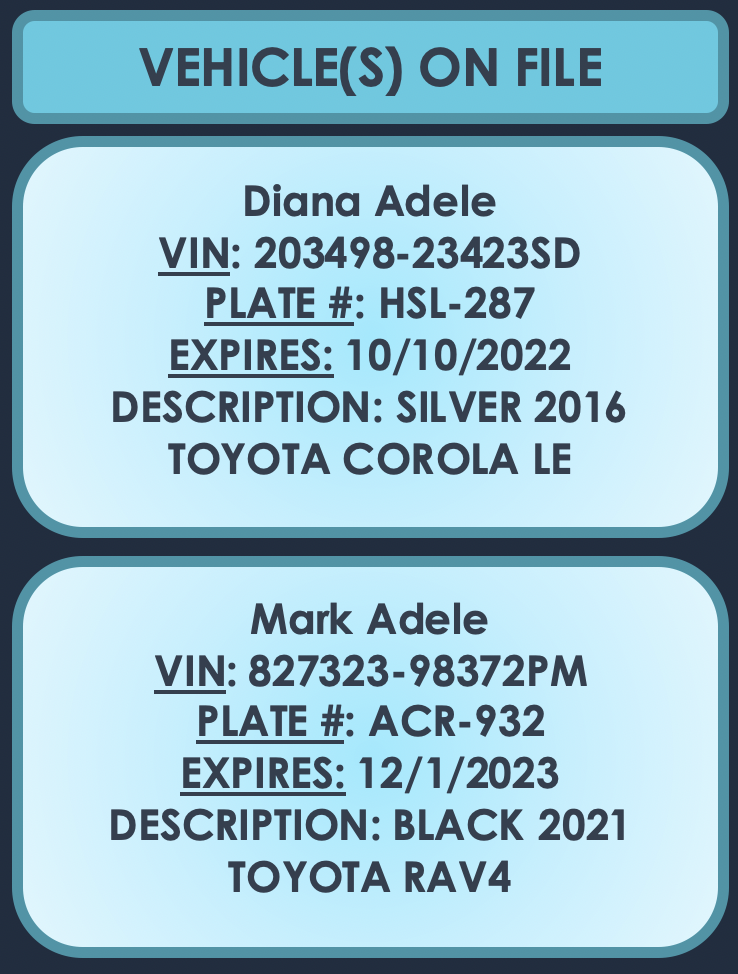 VEHICLE(S) ON FILE
Diana Adele
VIN: 203498-23423SD
PLATE #: HSL-287
EXPIRES: 10/10/2022
DESCRIPTION: SILVER 2016
TOYOTA COROLA LE
Mark Adele
VIN: 827323-98372PM
PLATE #: ACR-932
EXPIRES: 12/1/2023
DESCRIPTION: BLACK 2021
TOYOTA RAV4